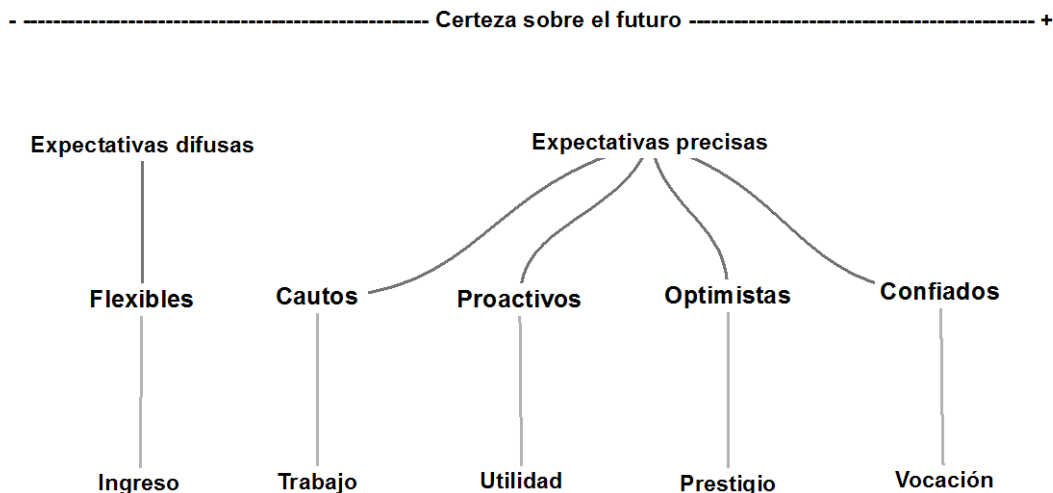 - ------------------------------------------------------- Certeza sobre el futuro ----------------------------------------------- +
Expectativas difusas Expectativas precisas
Flexibles Cautos Proactivos Optimistas Confiados
Ingreso Trabajo Utilidad Prestigio Vocación